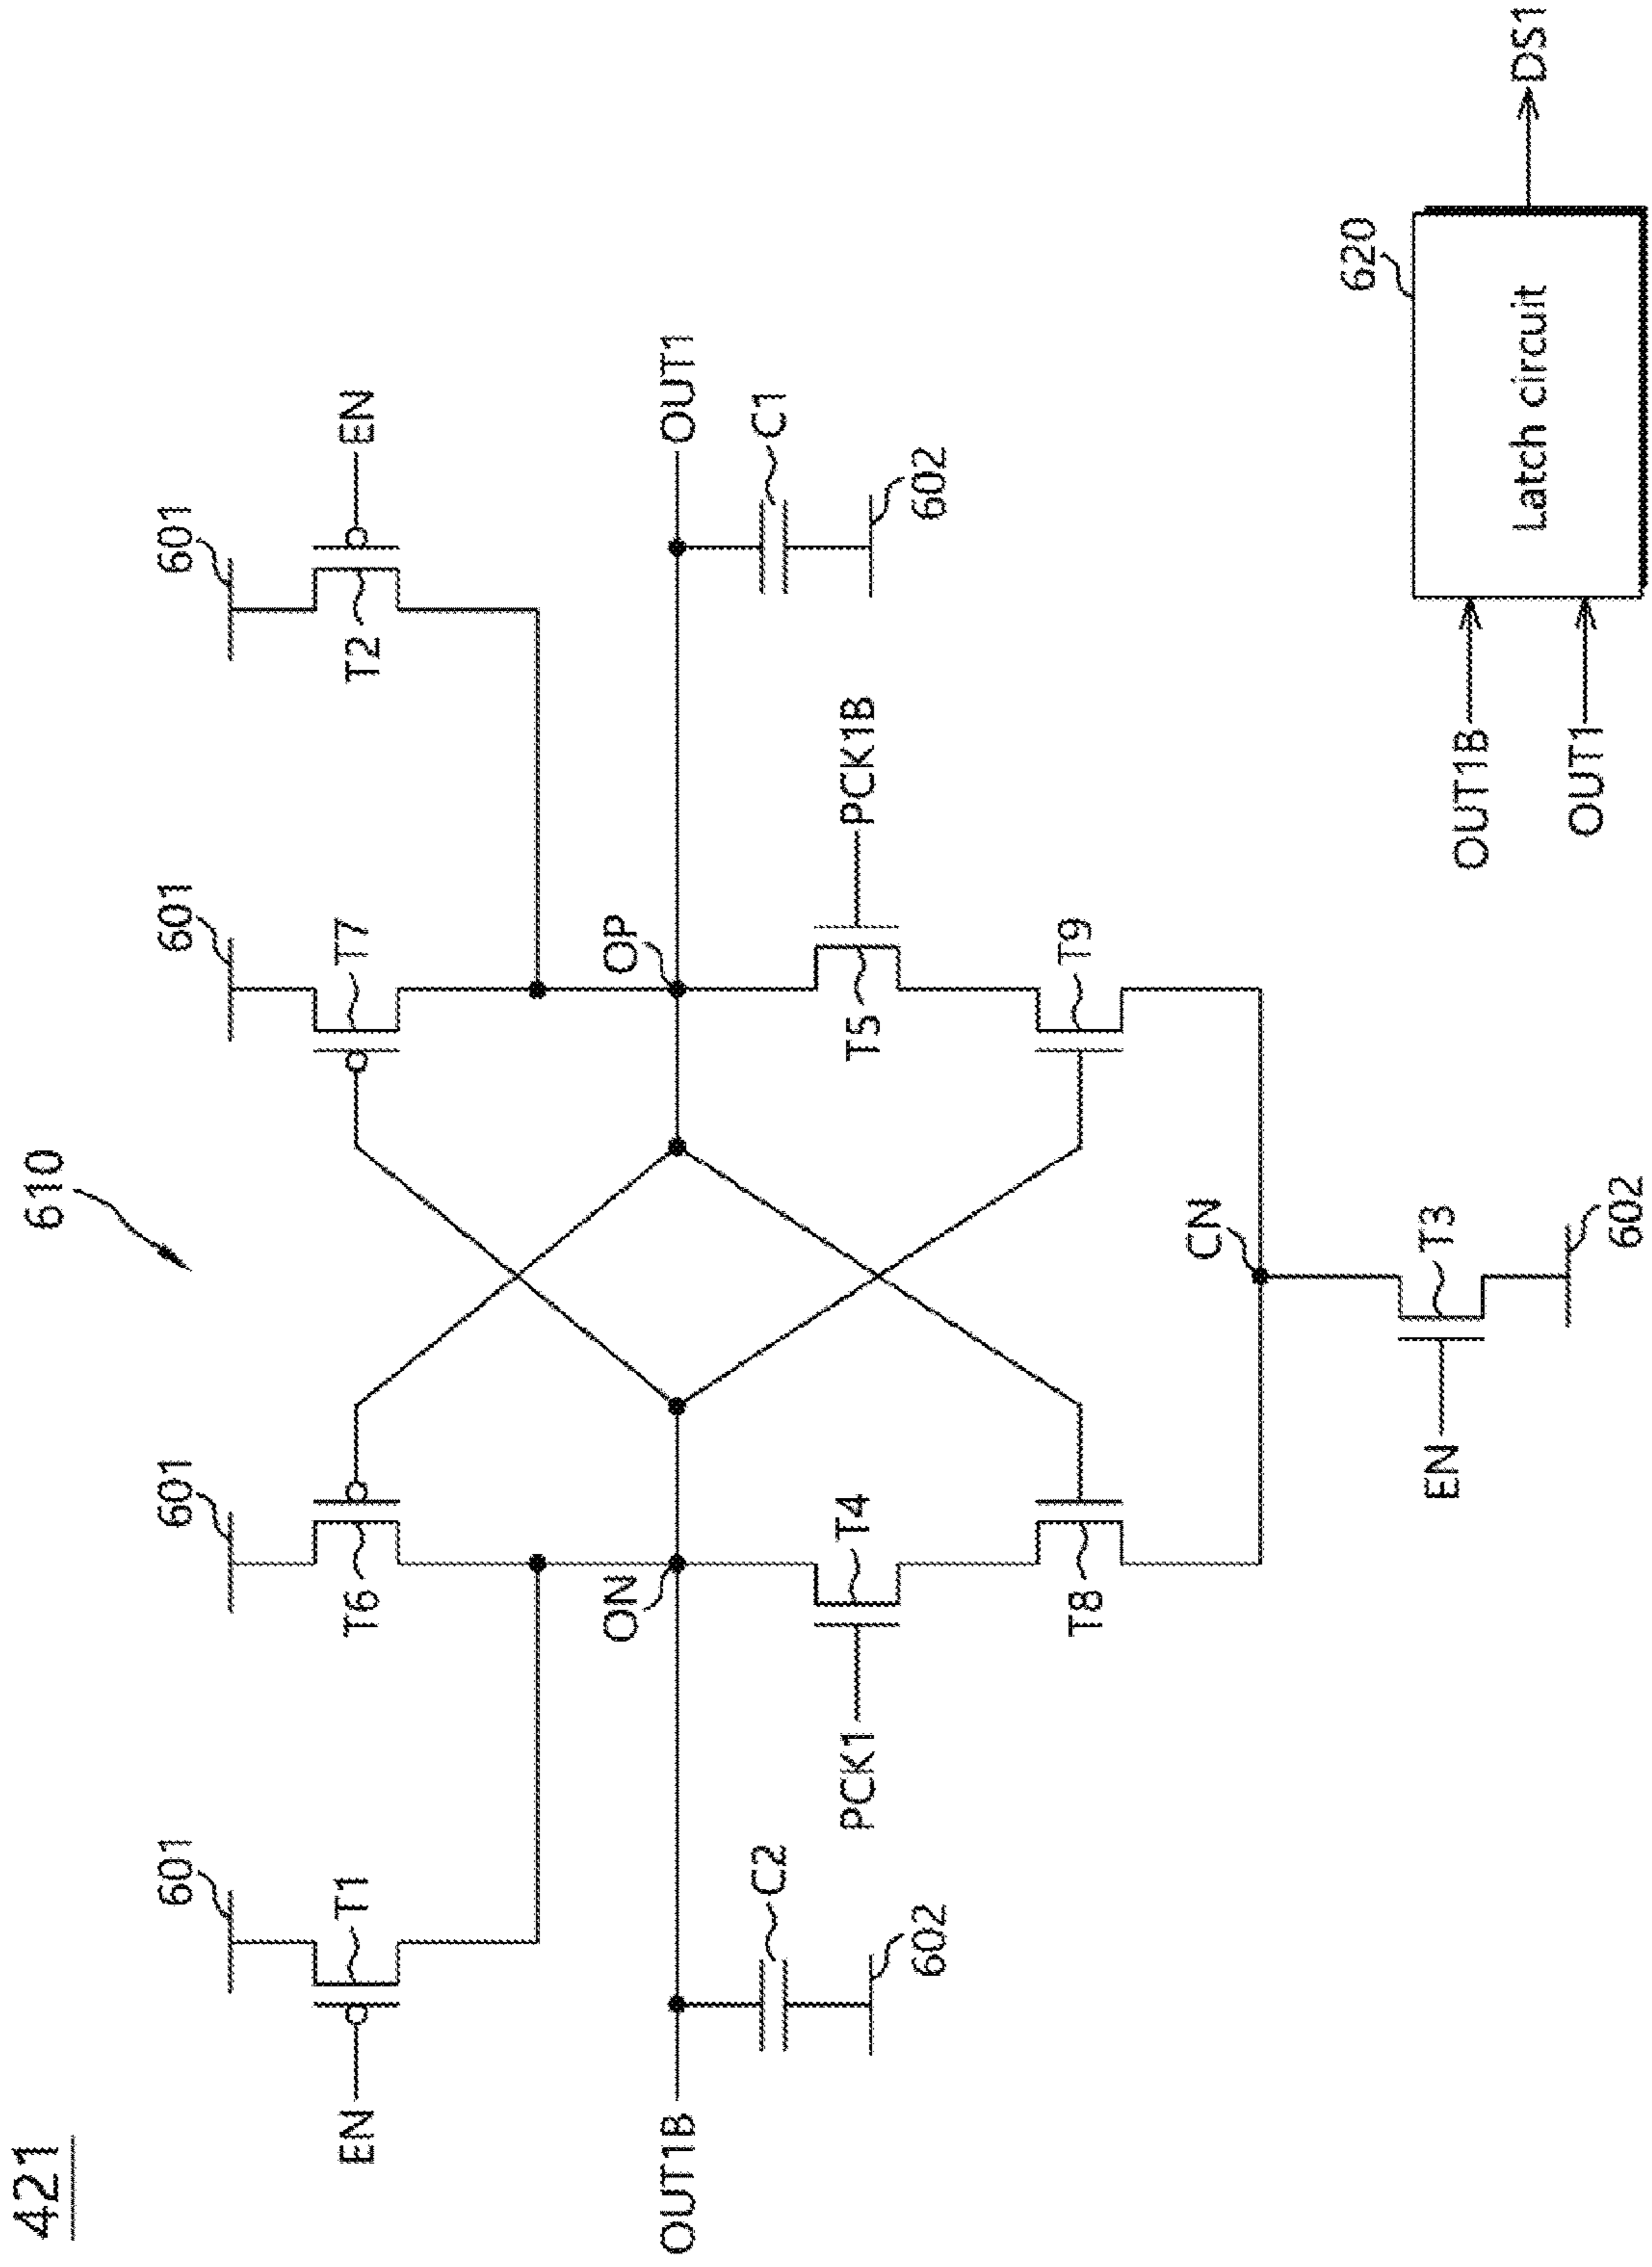 421
610
601
601
601
601
EN
T1
T6
T7
T2
EN
OUT1B
ON
OP
OUT1
C2
PCK1
T4
T5
PCK1B
C1
602
602
T8
T9
CN
EN
T3
602
620
OUT1B
OUT1
Latch circuit
DS1